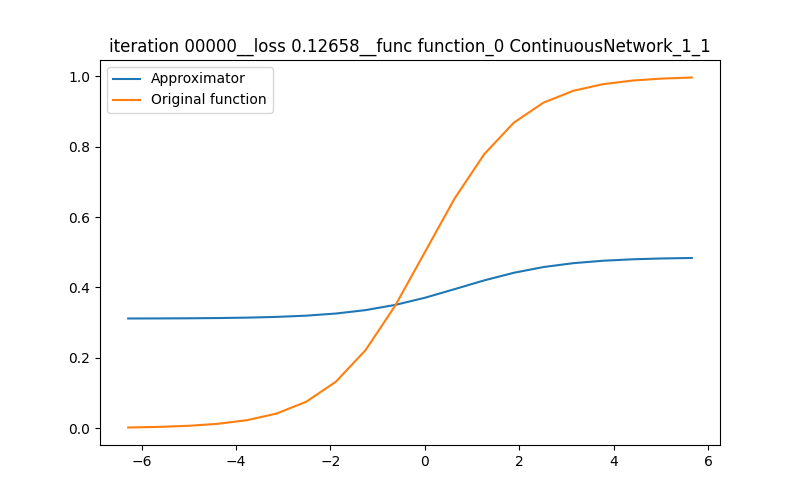 iteration 00000__loss 0.12658__func function_0 ContinuousNetwork_1_1
Approximator
Original function
1.0
0.8
0.6
0.4
0.2
0.0
−6 −4 −2 0 2 4 6